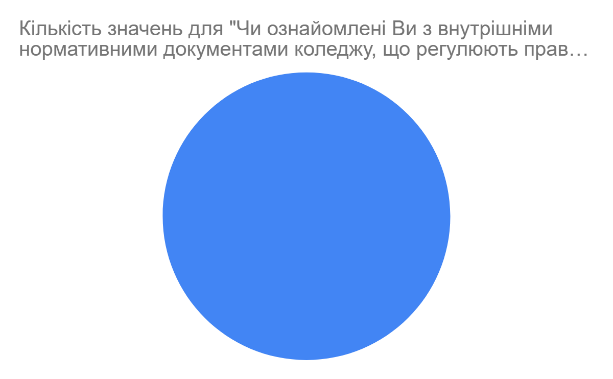 Кількість значень для "Чи ознайомлені Ви з внутрішніми
нормативними документами коледжу, що регулюють прав…